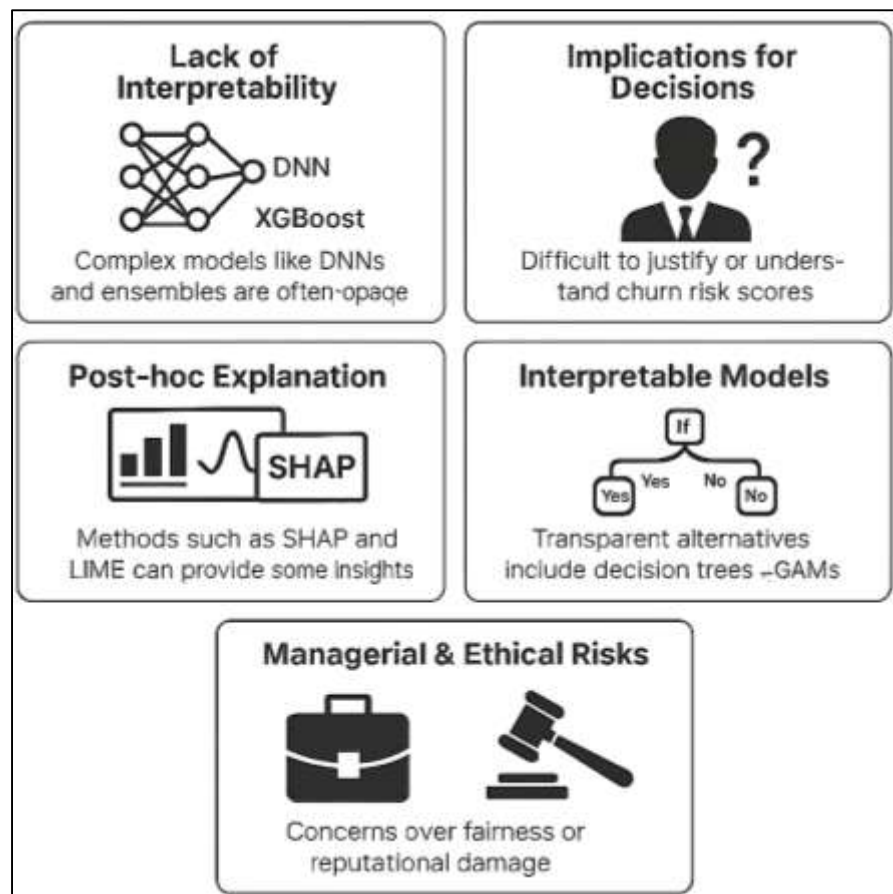 Lack of
Interpretability
DNN
XGBoost
Complex models like DNNs
and ensembles are often-opaqe
Implications for
Decisions
?
Difficult to justify or unders-
tand churn risk scores
Post-hoc Explanation
SHAP
Methods such as SHAP and
LIME can provide some insights
Interpretable Models
If
Yes Yes No No
Transparent alternatives
include decision trees –GAMs
Managerial & Ethical Risks
Concerns over fairness or
reputational damage